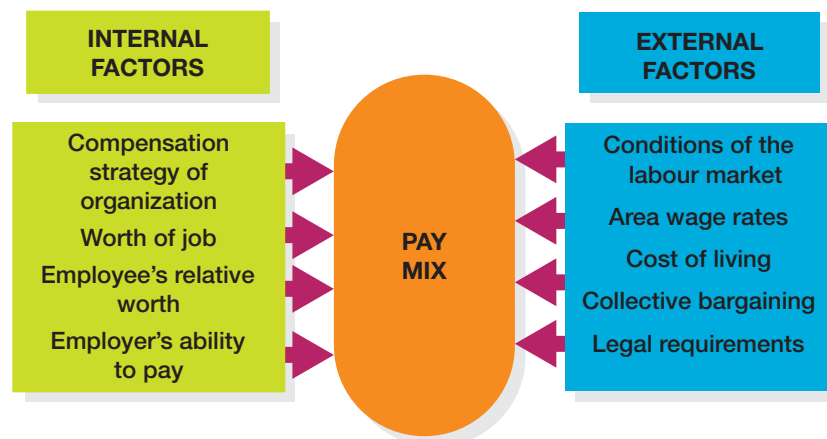 INTERNAL
FACTORS
Compensation
strategy of
organization
Worth of job
Employee’s relative
worth
Employer’s ability
to pay
PAY
MIX
EXTERNAL
FACTORS
Conditions of the
labour market
Area wage rates
Cost of living
Collective bargaining
Legal requirements